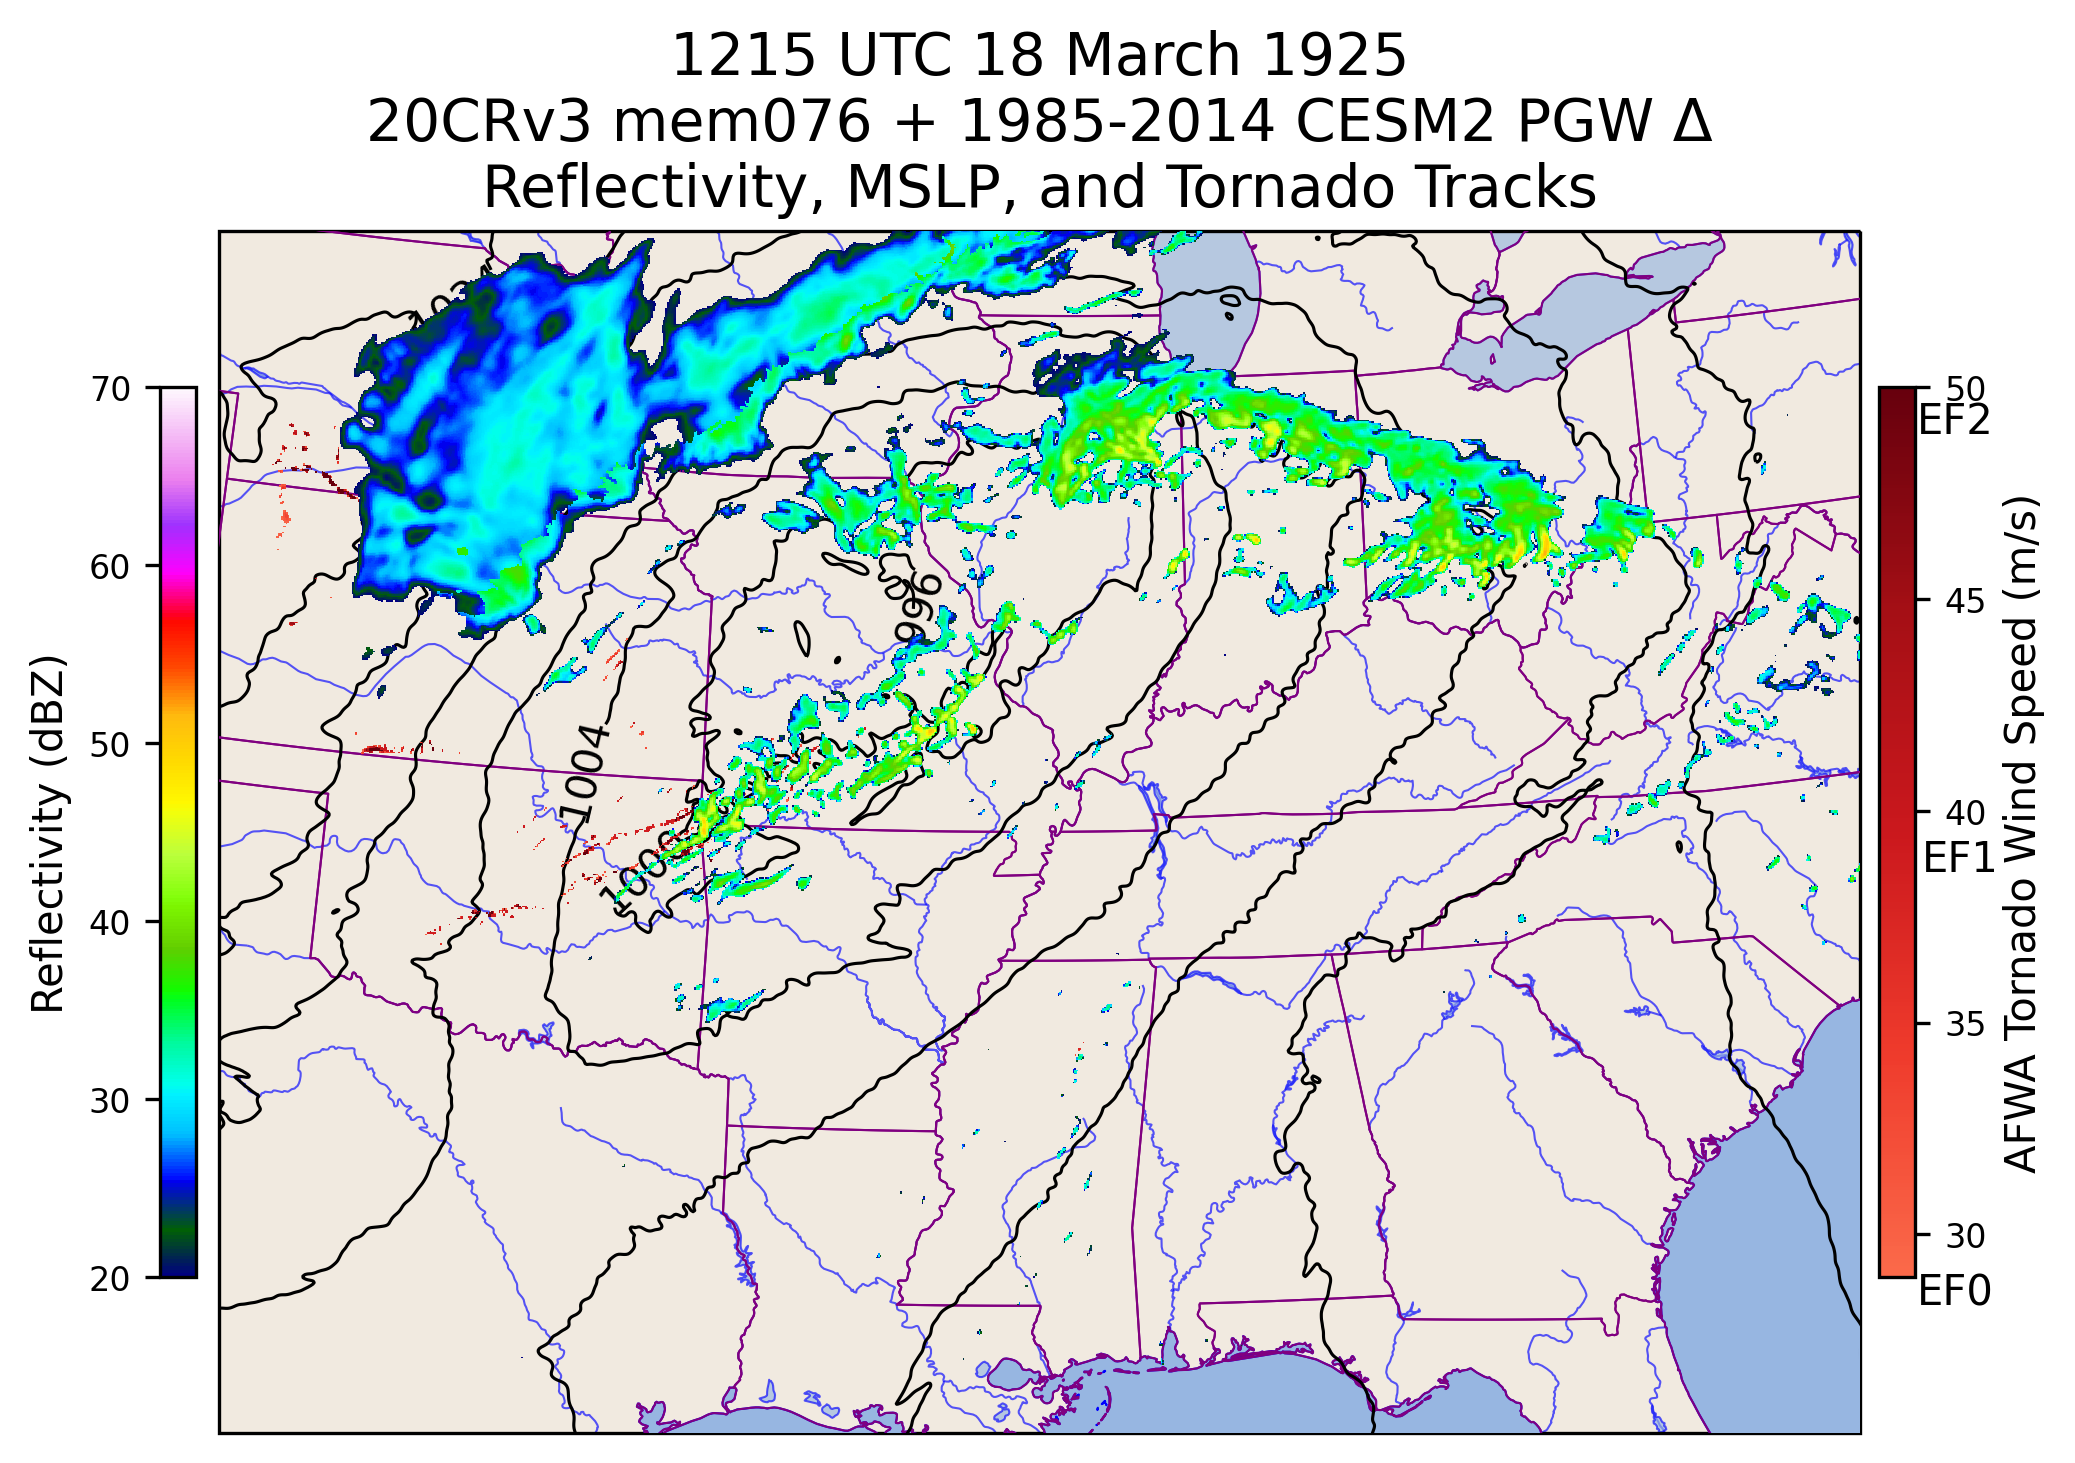 1215 UTC 18 March 1925
20CRv3 mem076 + 1985-2014 CESM2 PGW Δ
Reflectivity, MSLP, and Tornado Tracks
70
60
50
40
30
20
Reflectivity (dBZ)
996
1004
50
EF2
45
40
EF1
35
30
EF0
AFWA Tornado Wind Speed (m/s)